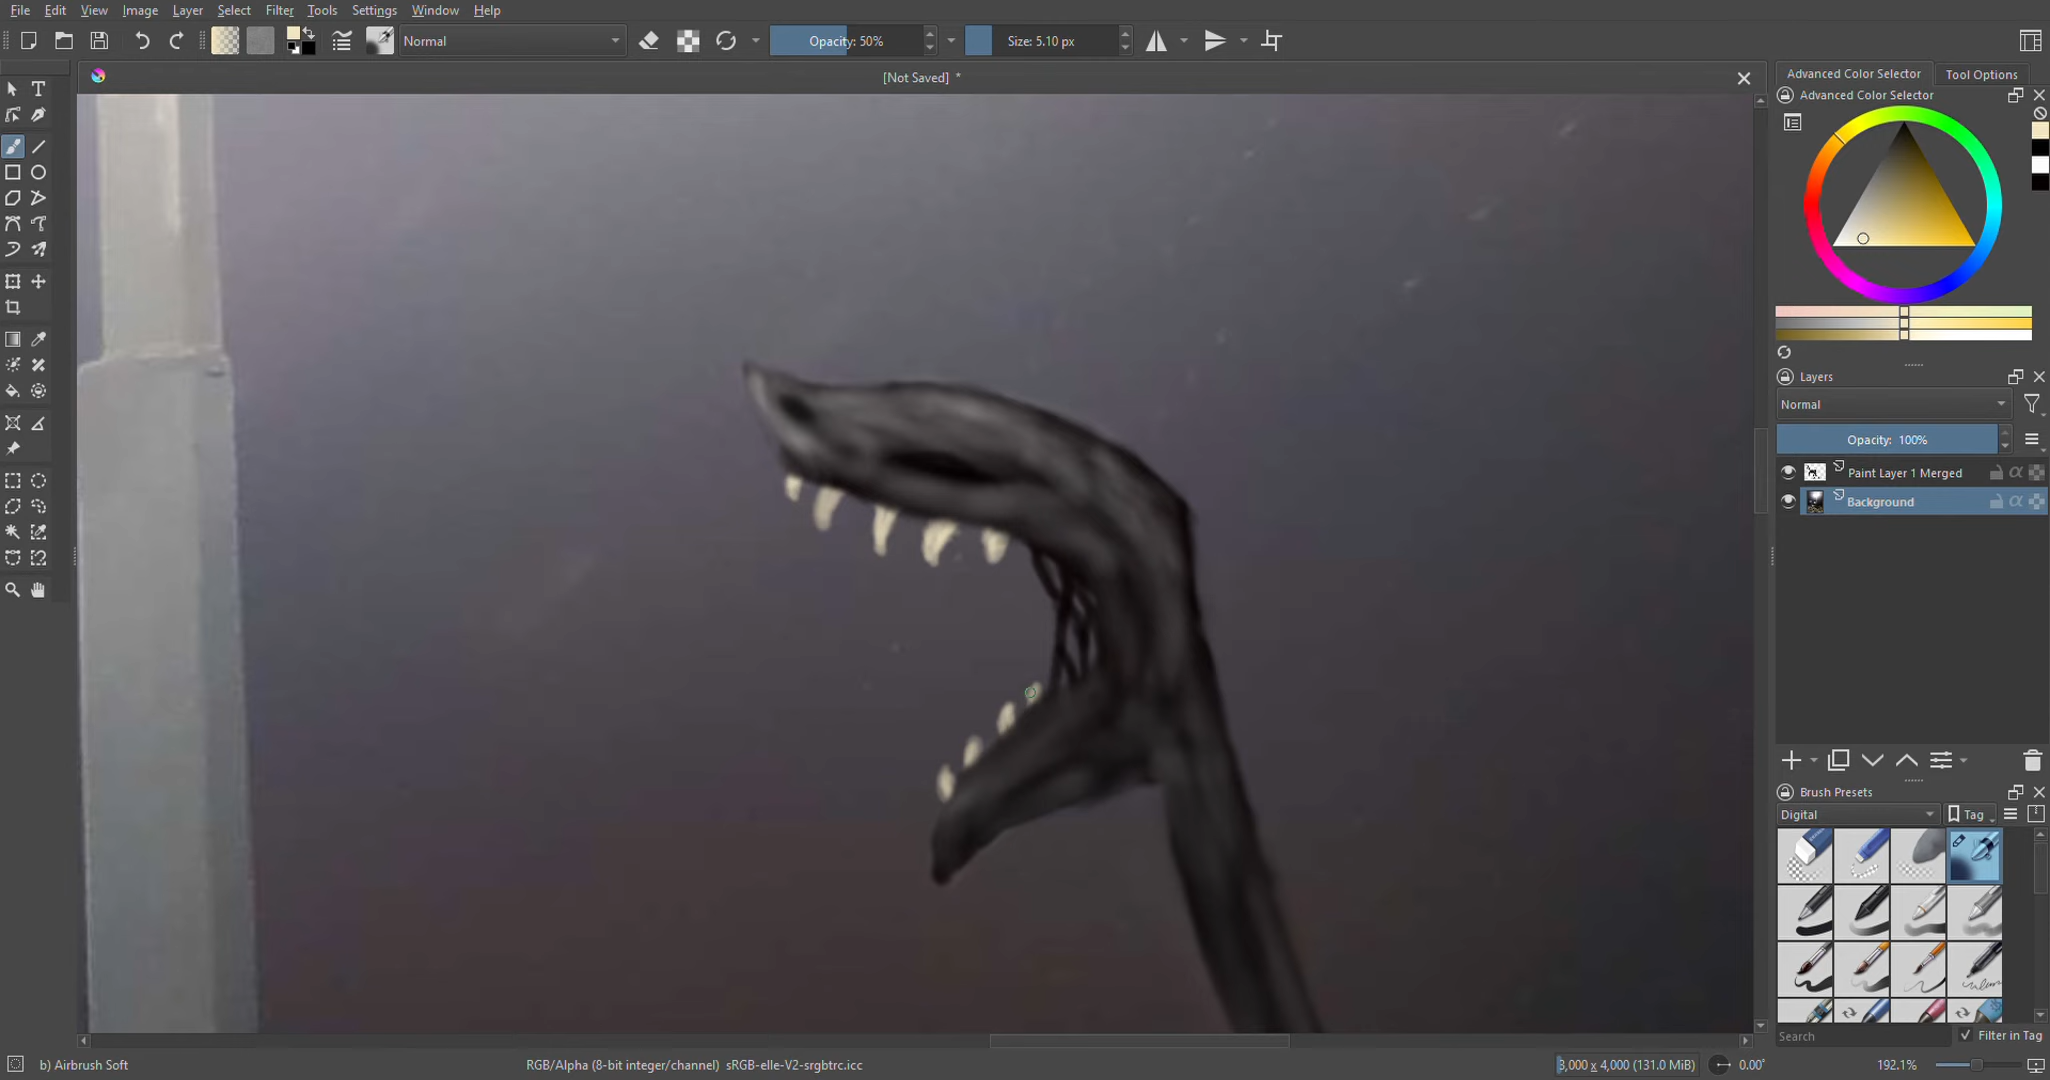 File Edit View Select Filter Tools Settings Window Help
Image Layer
Normal
Opacity: 50%
Size: 5.10 px
[Not Saved] *
Advanced Color Selector
Tool Options
Advanced Color Selector
Layers
Normal
Opacity: 100%
Paint Layer 1 Merged
Background
Brush Presets
Digital
Tag
Search
Filter in Tag
b) Airbrush Soft
RGB/Alpha (8-bit integer/channel) sRGB-elle-V2-srgbtrc.icc
3,000 x 4,000 (131.0 MiB)
0.00°
192.1%